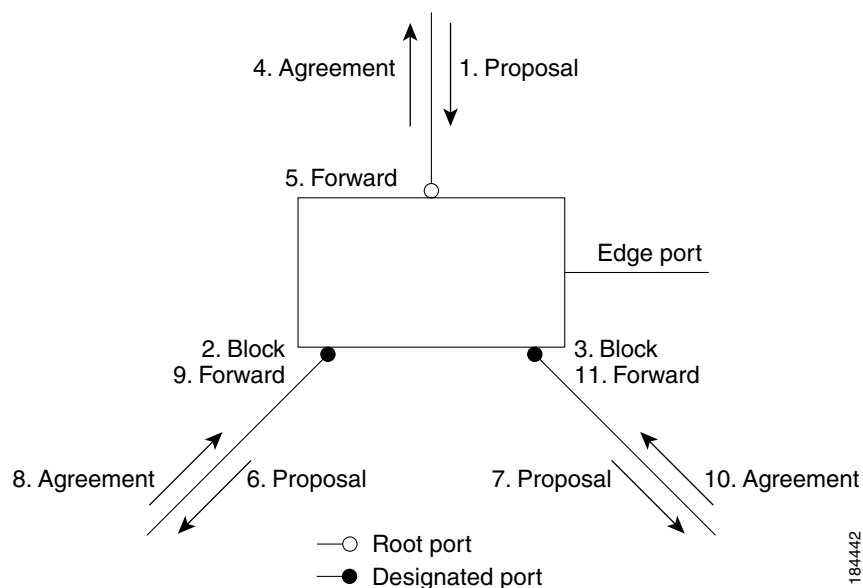 4. Agreement
1. Proposal
5. Forward
Edge port
2. Block
9. Forward
3. Block
11. Forward
8. Agreement
6. Proposal
7. Proposal
10. Agreement
Root port
Designated port
184442